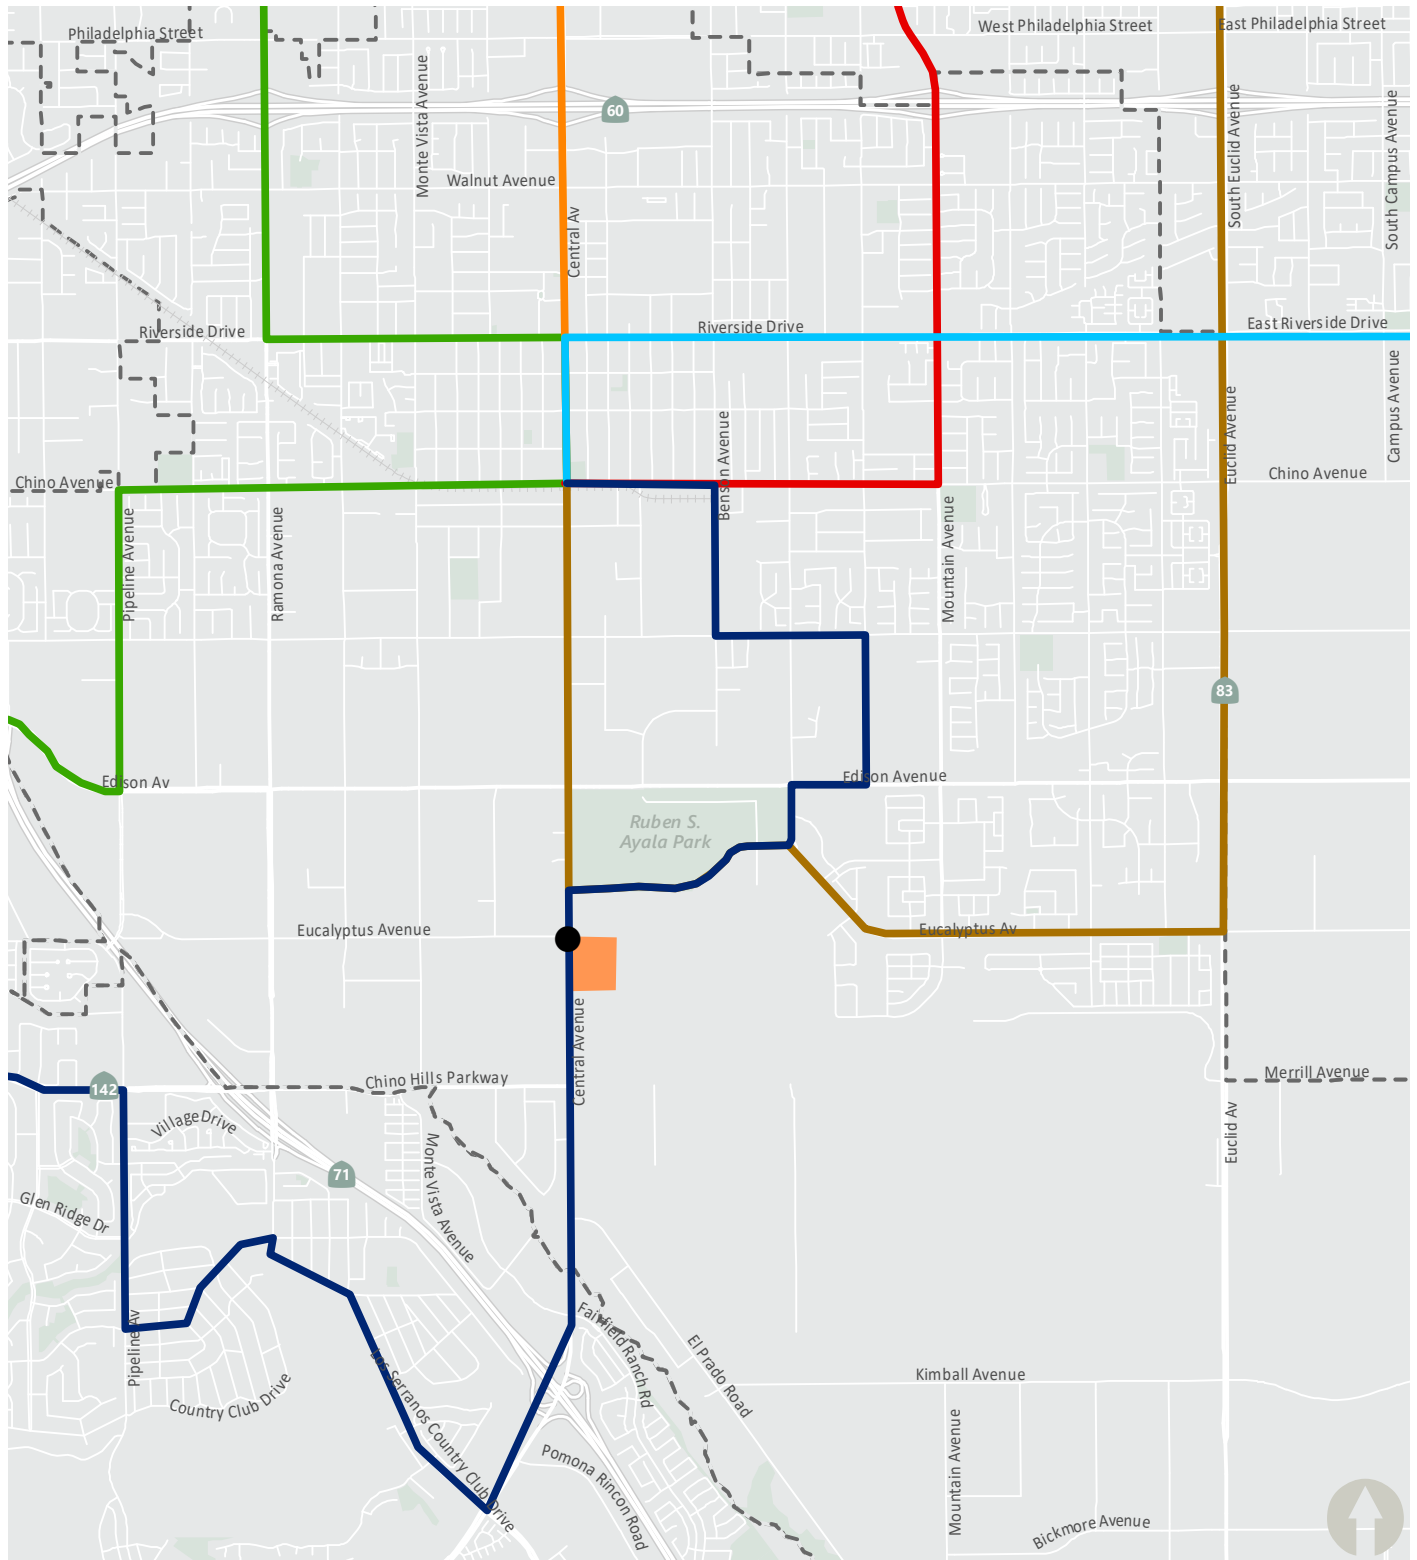 Philadelphia Street
West Philadelphia Street
East Philadelphia Street
60
Monte Vista Avenue
South Euclid Avenue
South Campus Avenue
Walnut Avenue
Central Av
Riverside Drive
Riverside Drive
East Riverside Drive
Campus Avenue
Euclid Avenue
Benson Avenue
Chino Avenue
Chino Avenue
Pipeline Avenue
Ramona Avenue
Mountain Avenue
83
Edison Av
Edison Avenue
Ruben S.
Ayala Park
Eucalyptus Avenue
Eucalyptus Av
Central Avenue
142
Chino Hills Parkway
Merrill Avenue
Village Drive
Euclid Av
Monte Vista Avenue
71
Glen Ridge Dr
Pipeline Av
Fairfield Ranch Rd
El Prado Road
Los Serranos Country Club Drive
Country Club Drive
Kimball Avenue
Mountain Avenue
Pomona Rincon Road
Bickmore Avenue